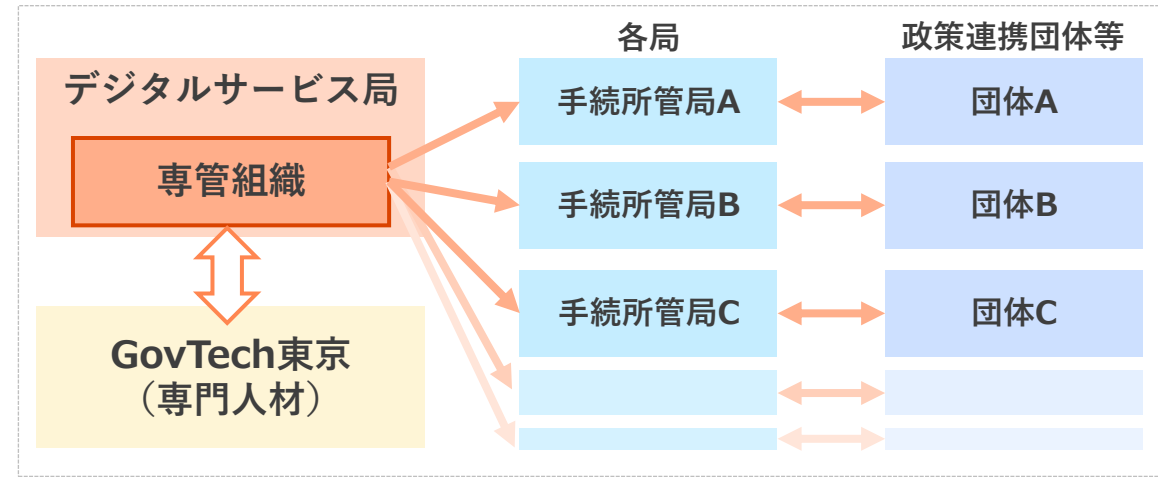 各局
政策連携団体等
デジタルサービス局
専管組織
GovTech東京
（専門人材）
手続所管局A
団体A
手続所管局B
団体B
手続所管局C
団体C